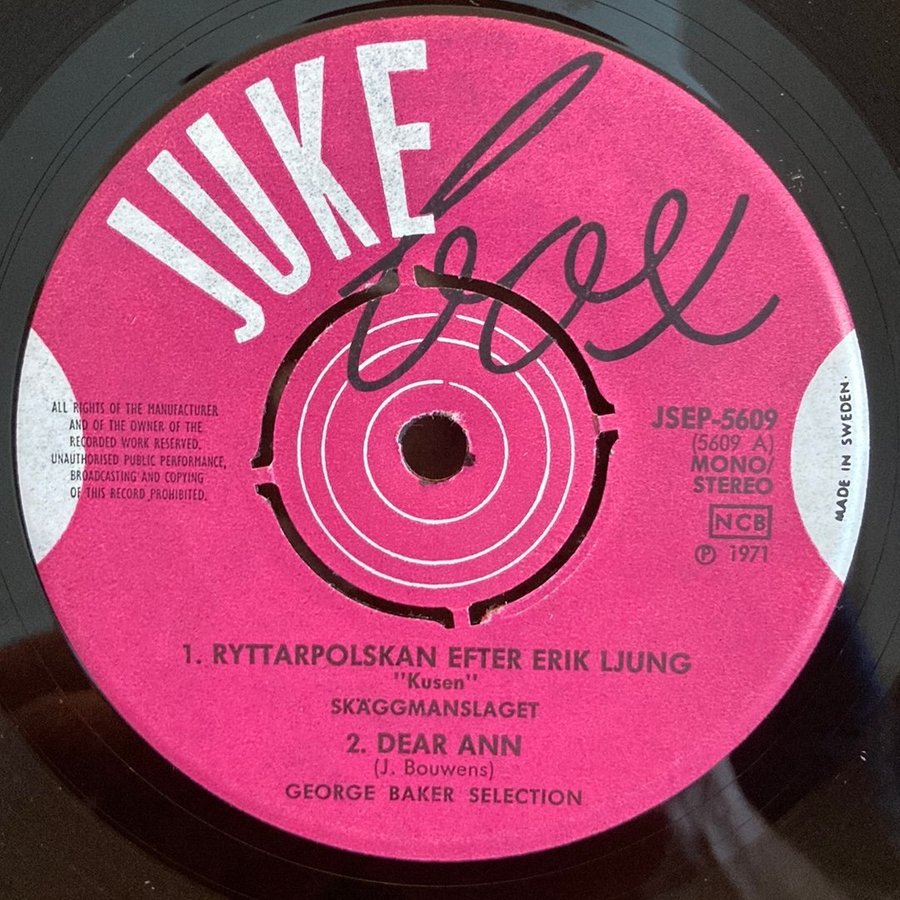 JUKE
box
ALL RIGHTS OF THE MANUFACTURER
AND OF THE OWNER OF THE
RECORDED WORK RESERVED.
UNAUTHORISED PUBLIC PERFORMANCE,
BROADCASTING AND COPYING
OF THIS RECORD PROHIBITED.
JSEP-5609
(5609 A)
MONO/
STEREO
NCB
℗ 1971
MADE IN SWEDEN.
1. RYTTARPOLSKAN EFTER ERIK LJUNG
"Kusen"
SKÄGGMANSLAGET
2. DEAR ANN
(J. Bouwens)
GEORGE BAKER SELECTION